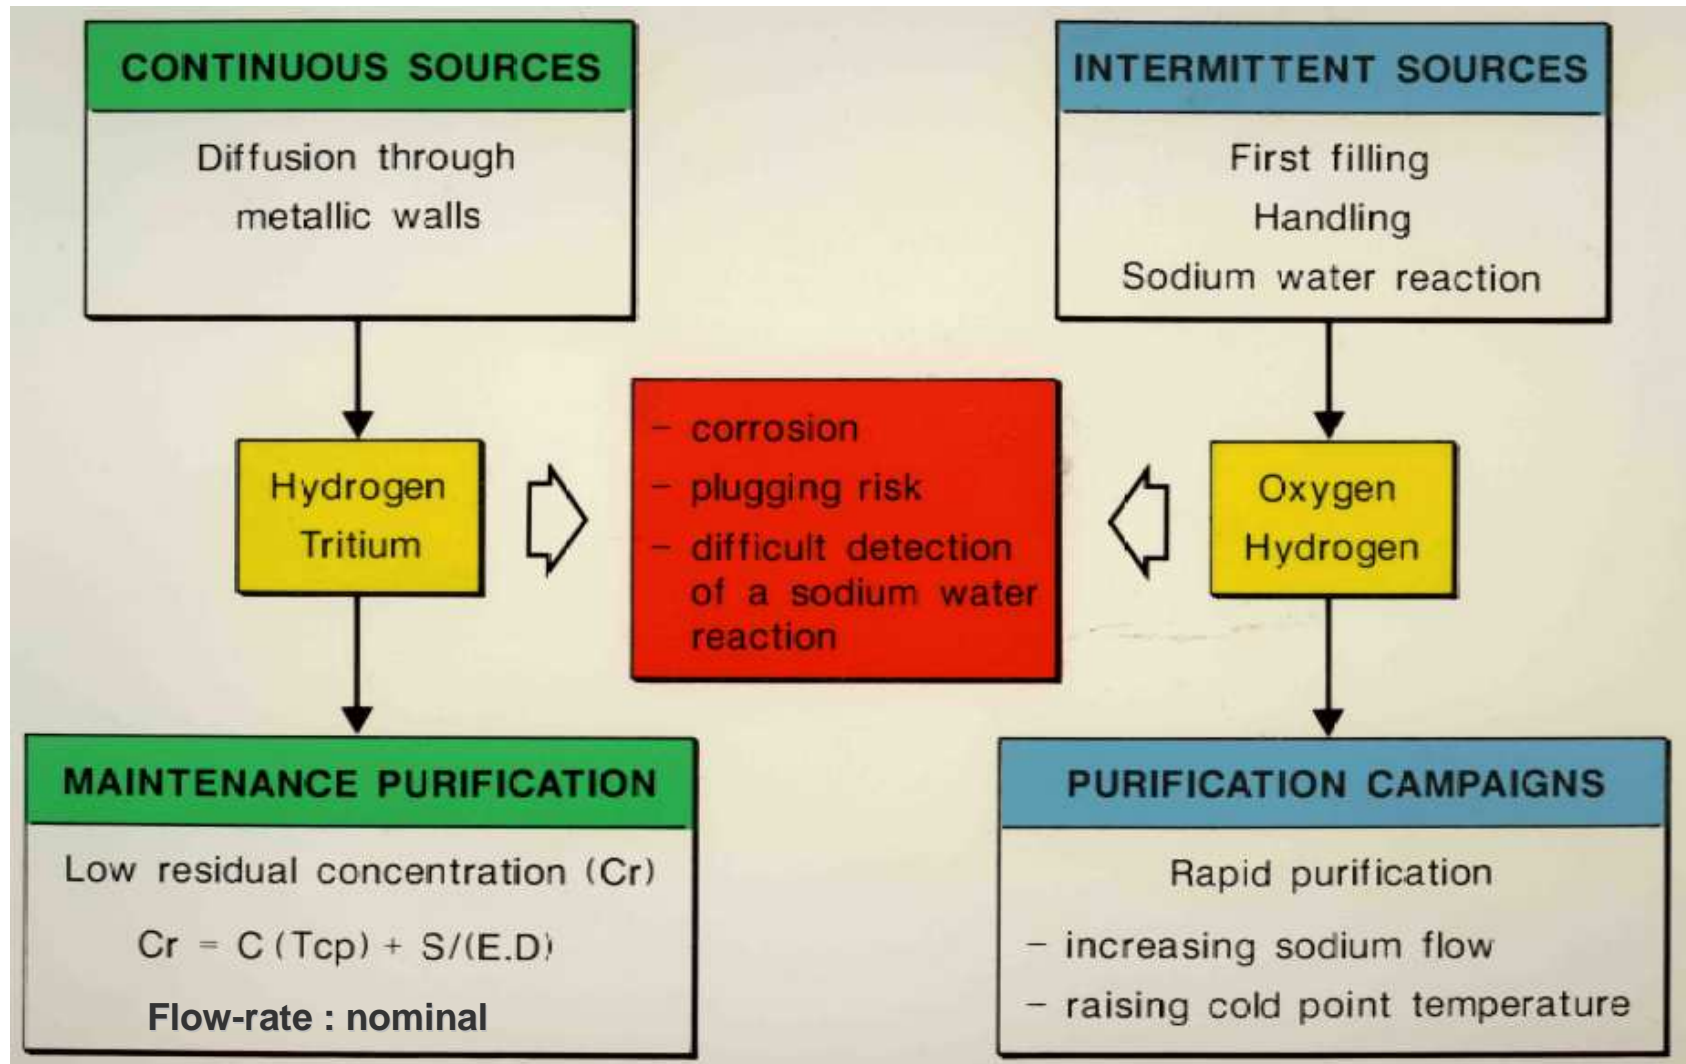 CONTINUOUS SOURCES
Diffusion through
metallic walls
INTERMITTENT SOURCES
First filling
Handling
Sodium water reaction
Hydrogen
Tritium
- corrosion
- plugging risk
- difficult detection
of a sodium water
reaction
Oxygen
Hydrogen
MAINTENANCE PURIFICATION
Low residual concentration (Cr)
Cr = C (Tcp) + S/(E.D)
Flow-rate : nominal
PURIFICATION CAMPAIGNS
Rapid purification
- increasing sodium flow
- raising cold point temperature